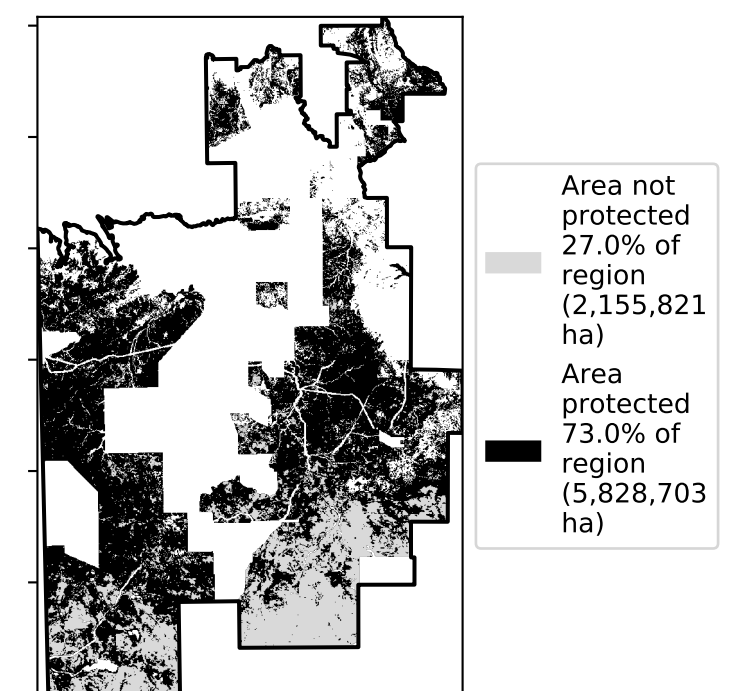 Area not
protected
27.0% of
region
(2,155,821
ha)
Area
protected
73.0% of
region
(5,828,703
ha)